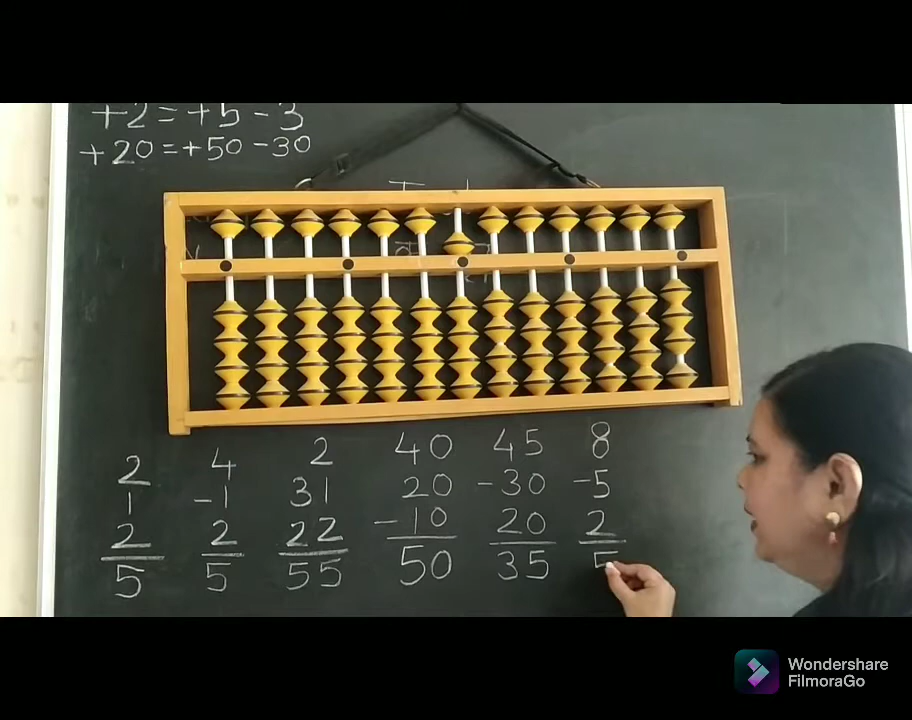 +2 = +5 - 3
+20 = +50 - 30
2 4 2 40 45 8
1 -1 31 20 -30 -5
2 2 22 -10 20 2
5 5 55 50 35 5
Wondershare
FilmoraGo